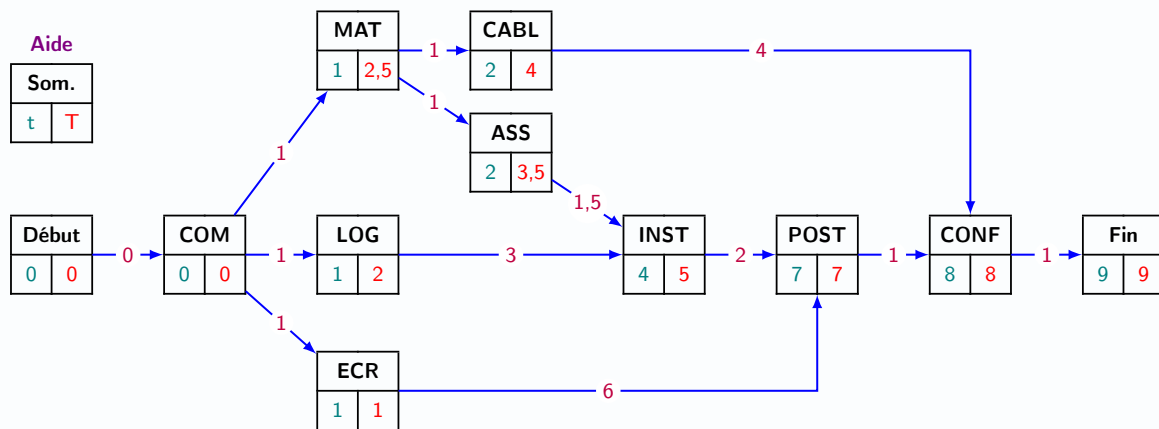 Aide
Som.
t T
MAT
1 2,5
1
CABL
2 4
4
1
ASS
2 3,5
1,5
1
Début
0 0
0
COM
0 0
1
LOG
1 2
3
INST
4 5
2
POST
7 7
1
CONF
8 8
1
Fin
9 9
1
ECR
1 1
6